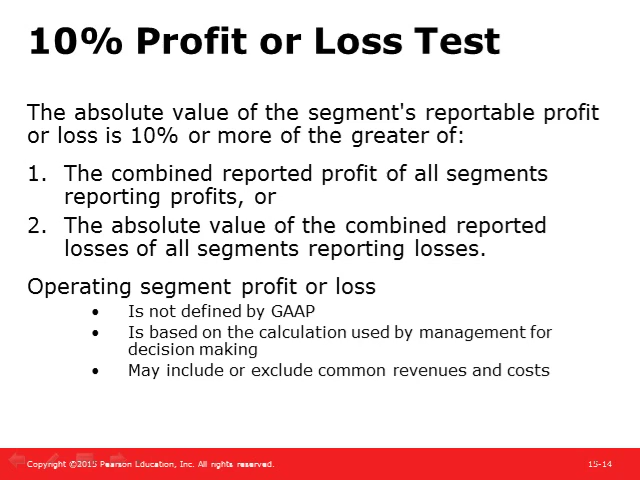 10% Profit or Loss Test
The absolute value of the segment's reportable profit
or loss is 10% or more of the greater of:
1. The combined reported profit of all segments
reporting profits, or
2. The absolute value of the combined reported
losses of all segments reporting losses.
Operating segment profit or loss
• Is not defined by GAAP
• Is based on the calculation used by management for
decision making
• May include or exclude common revenues and costs
Copyright ©2015 Pearson Education, Inc. All rights reserved.
15-14